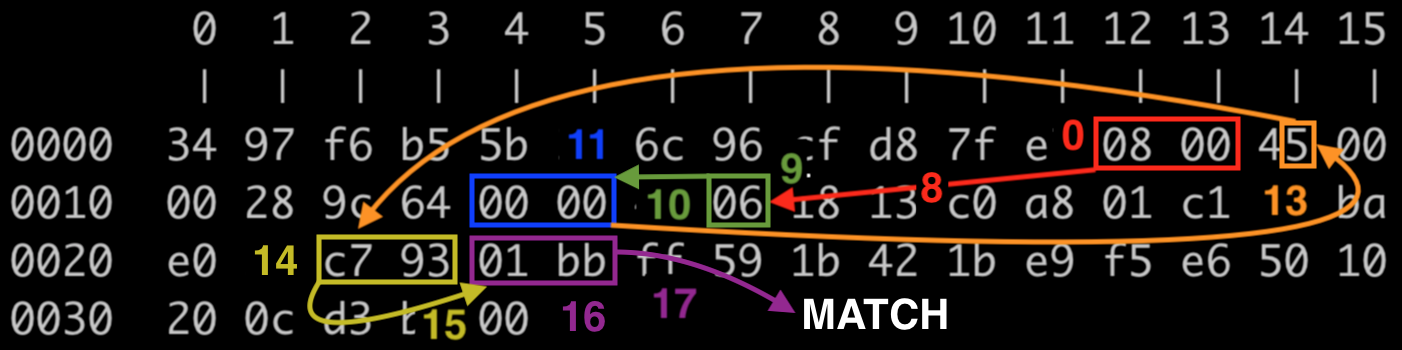 0 1 2 3 4 5 6 7 8 9 10 11 12 13 14 15
| | | | | | | | | | | | | | | |
0000 34 97 f6 b5 5b 11 6c 96 cf d8 7f e 0 08 00 45 00
9
0010 00 28 9c 64 00 00 10 06 8 18 13 c0 a8 01 c1 13 ba
0020 e0 14 c7 93 01 bb ff 59 1b 42 1b e9 f5 e6 50 10
0030 20 0c d3 15 00 16 17 MATCH